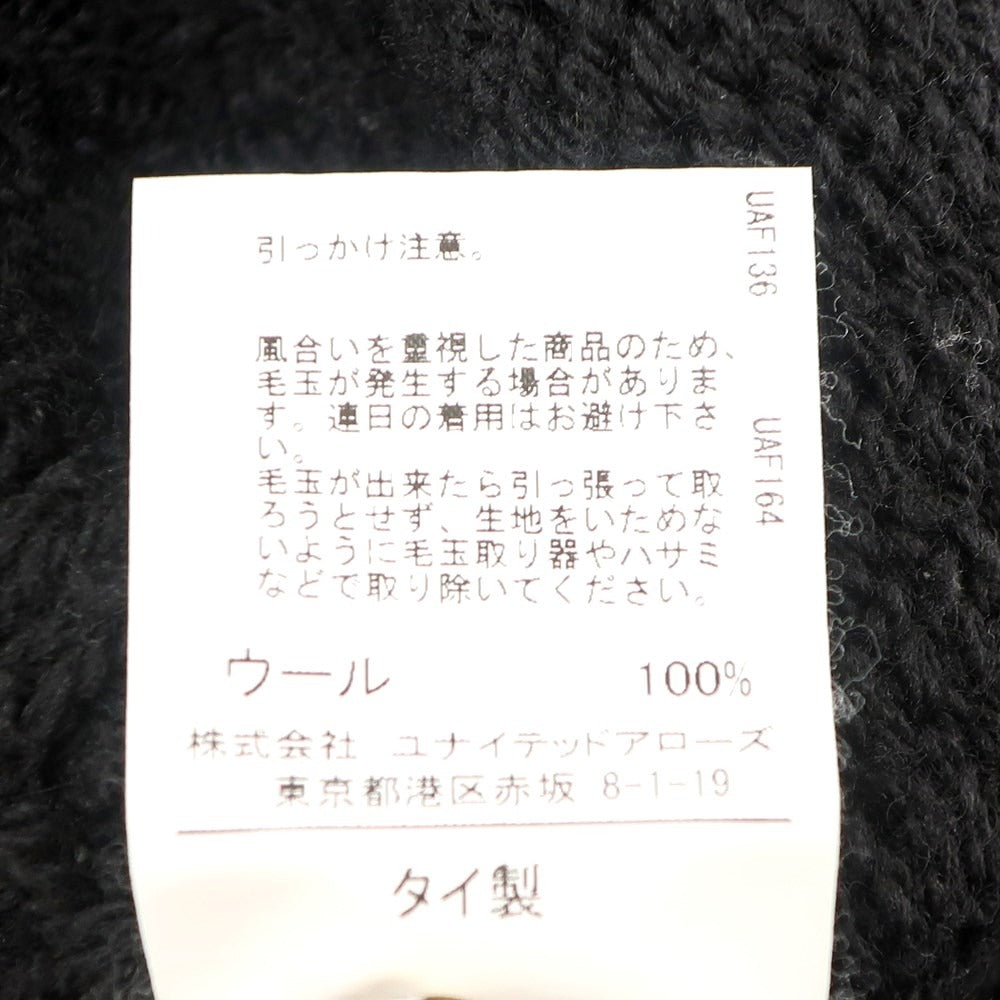 引っかけ注意。
風合いを重視した商品のため、
毛玉が発生する場合がありま
す。連日の着用はお避け下さ
い。
毛玉が出来たら引っ張って取
ろうとせず、生地をいためな
いように毛玉取り器やハサミ
などで取り除いてください。
ウール 100%
株式会社 ユナイテッドアローズ
東京都港区赤坂 8-1-19
タイ製
UAF136
UAF164